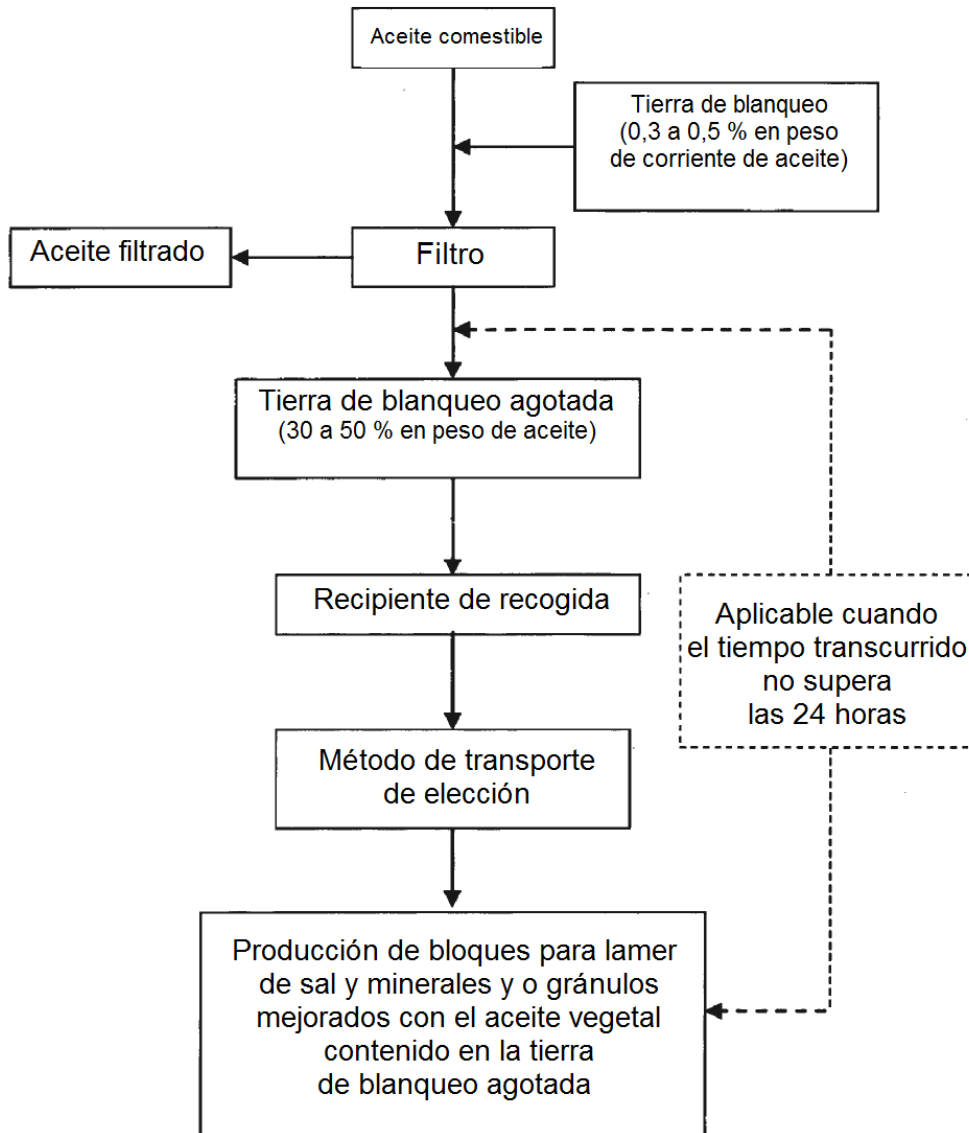 Aceite comestible
Tierra de blanqueo
(0,3 a 0,5 % en peso
de corriente de aceite)
Aceite filtrado
Filtro
Tierra de blanqueo agotada
(30 a 50 % en peso de aceite)
Recipiente de recogida
Aplicable cuando
el tiempo transcurrido
no supera
las 24 horas
Método de transporte
de elección
Producción de bloques para lamer
de sal y minerales y o gránulos
mejorados con el aceite vegetal
contenido en la tierra
de blanqueo agotada